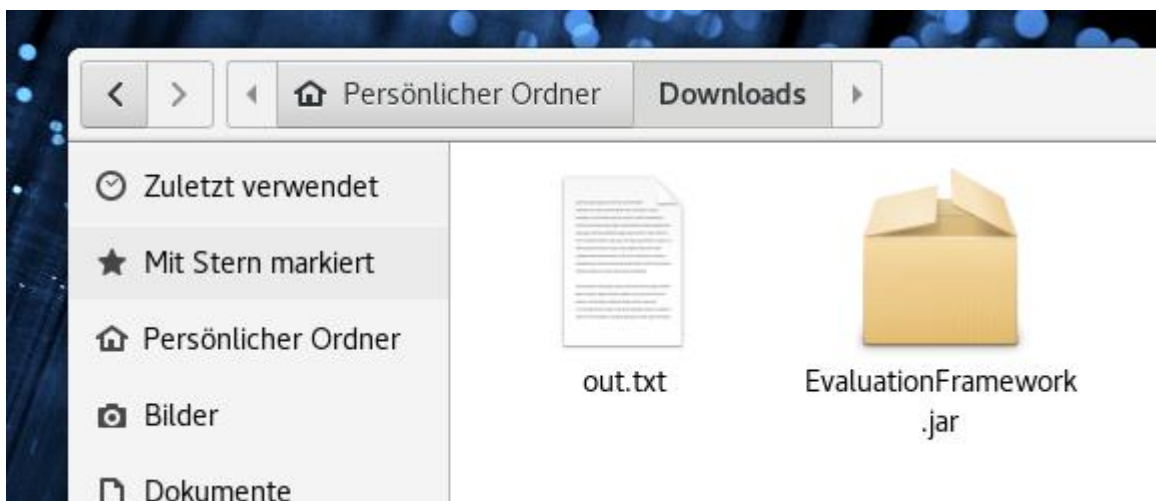 Persönlicher Ordner Downloads
Zuletzt verwendet
Mit Stern markiert
Persönlicher Ordner
Bilder
Dokumente
out.txt
EvaluationFramework
.jar